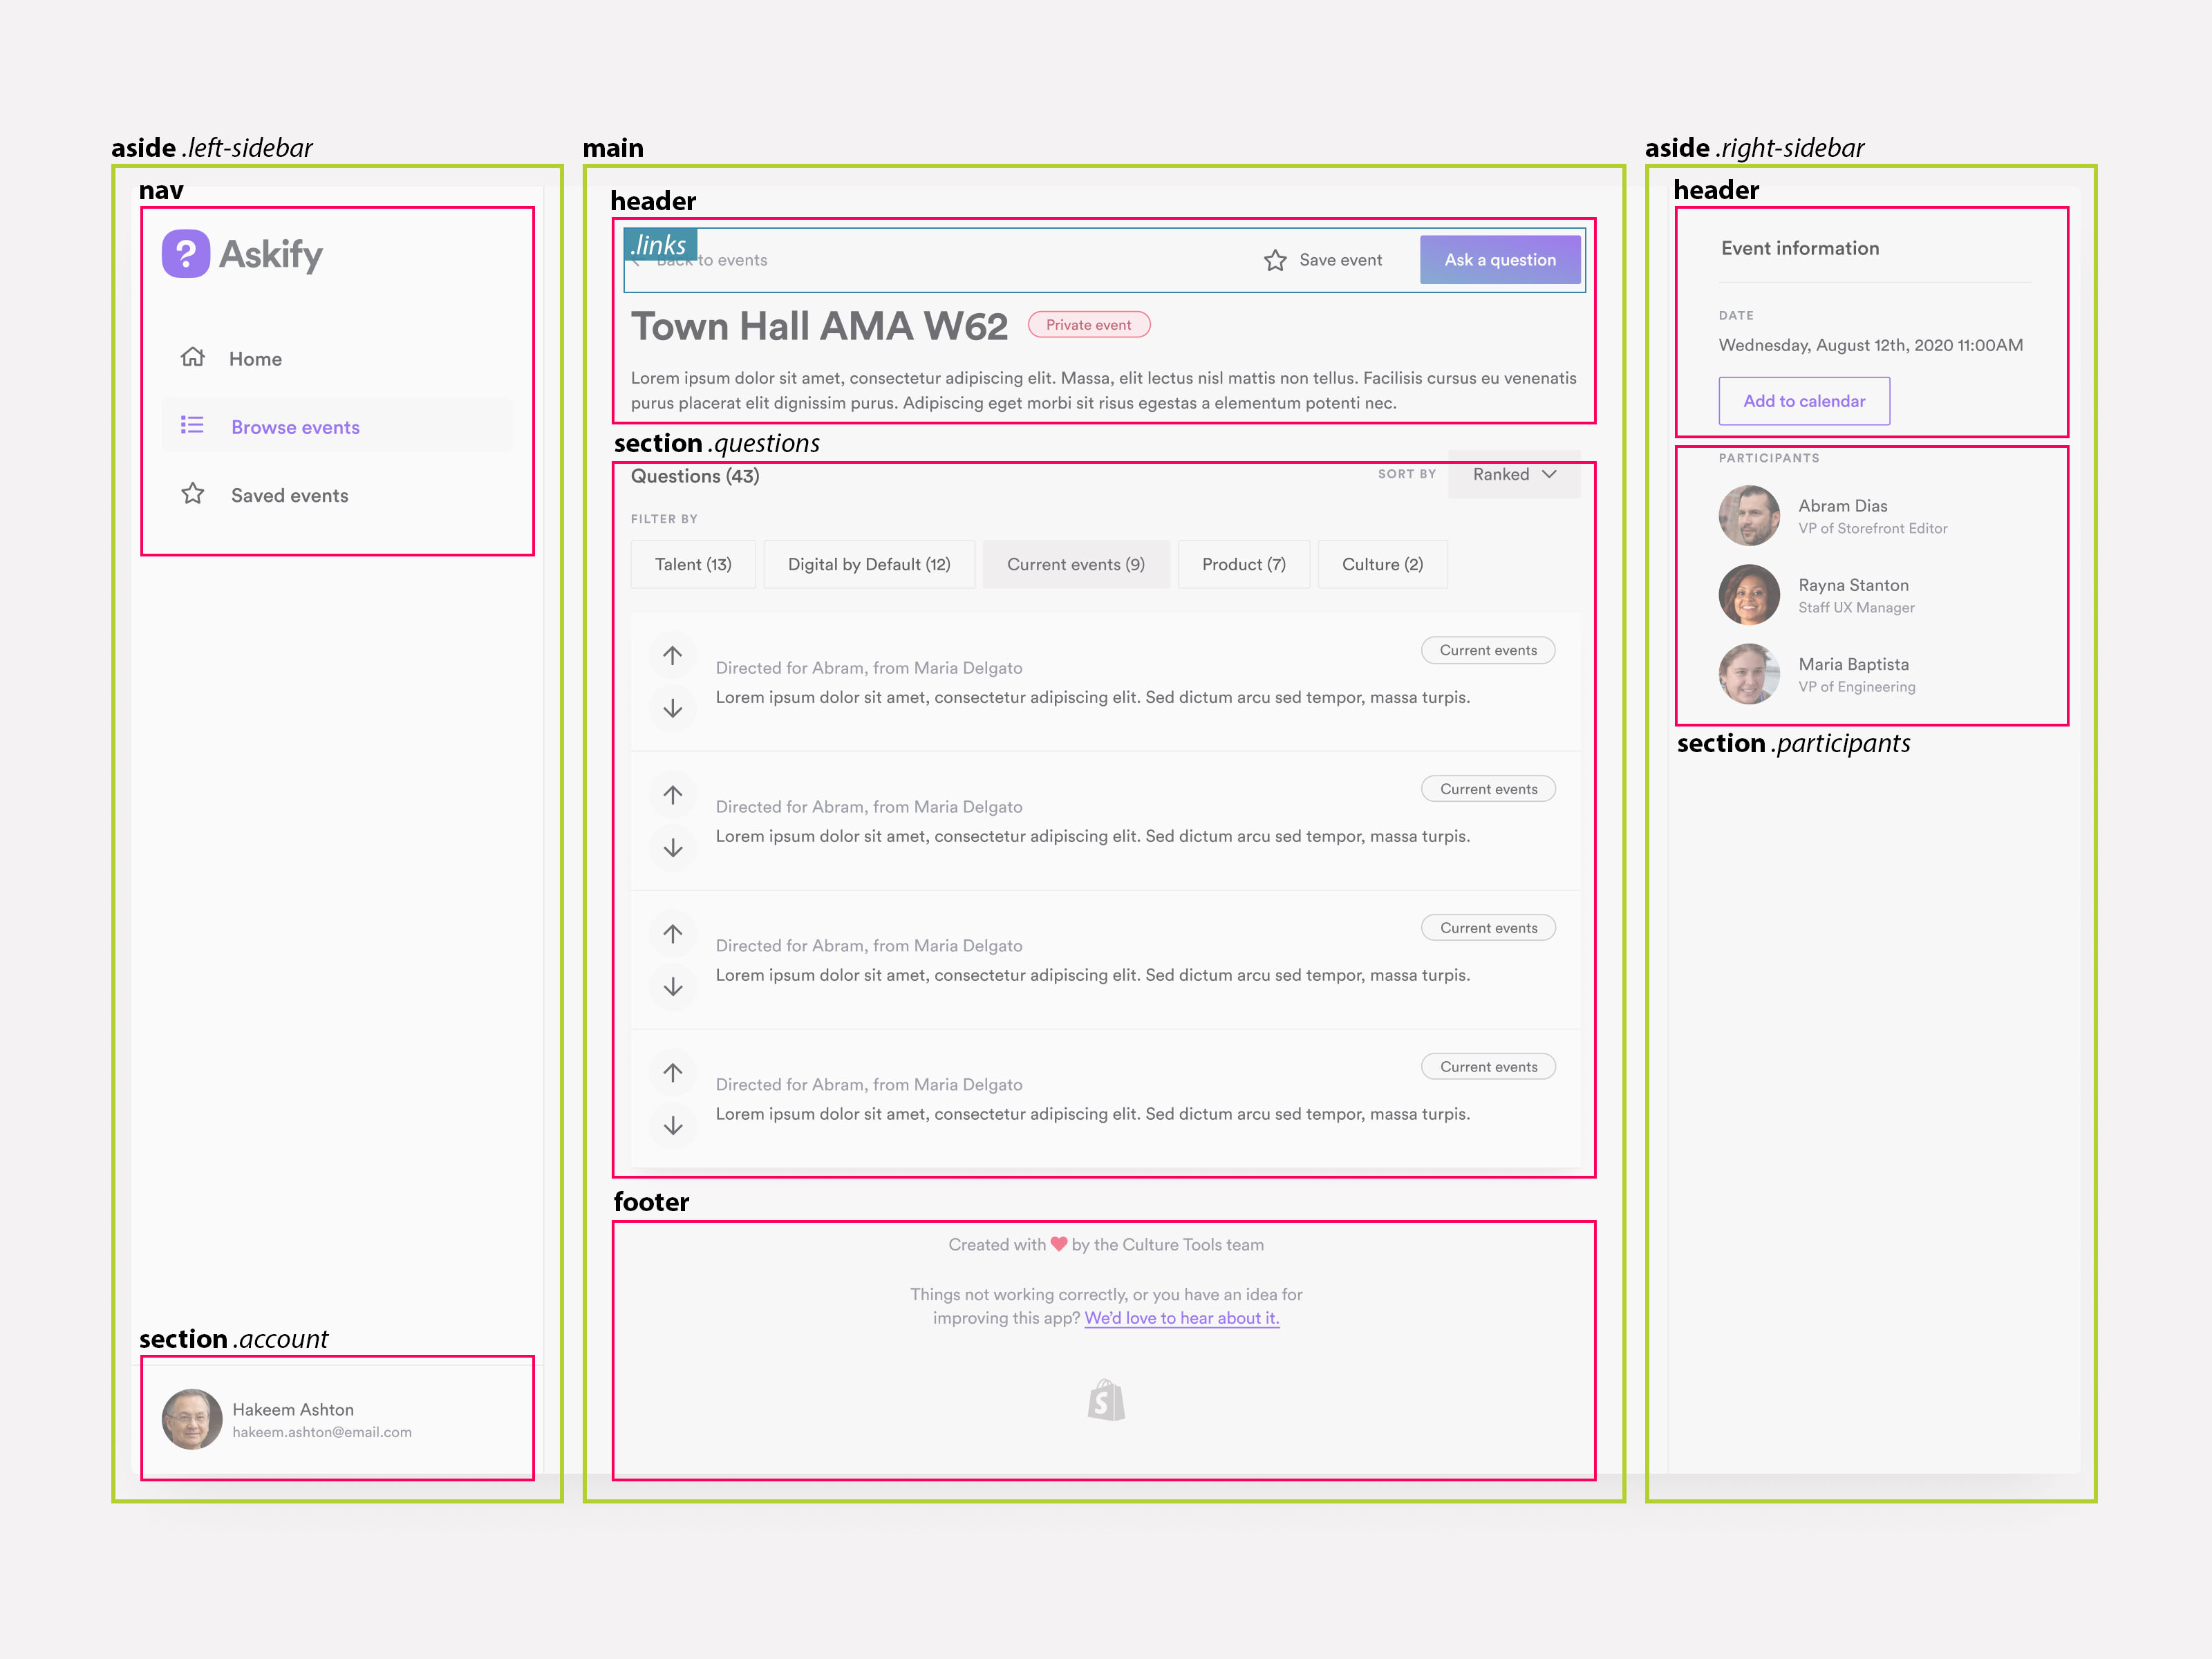 aside .left-sidebar
nav
Askify
Home
Browse events
Saved events
section .account
Hakeem Ashton
hakeem.ashton@email.com
main
header
.links
Back to events
Save event
Ask a question
Town Hall AMA W62
Private event
Lorem ipsum dolor sit amet, consectetur adipiscing elit. Massa, elit lectus nisl mattis non tellus. Facilisis cursus eu venenatis
purus placerat elit dignissim purus. Adipiscing eget morbi sit risus egestas a elementum potenti nec.
section .questions
Questions (43)
SORT BY
Ranked
FILTER BY
Talent (13)
Digital by Default (12)
Current events (9)
Product (7)
Culture (2)
Current events
Directed for Abram, from Maria Delgato
Lorem ipsum dolor sit amet, consectetur adipiscing elit. Sed dictum arcu sed tempor, massa turpis.
Current events
Directed for Abram, from Maria Delgato
Lorem ipsum dolor sit amet, consectetur adipiscing elit. Sed dictum arcu sed tempor, massa turpis.
Current events
Directed for Abram, from Maria Delgato
Lorem ipsum dolor sit amet, consectetur adipiscing elit. Sed dictum arcu sed tempor, massa turpis.
Current events
Directed for Abram, from Maria Delgato
Lorem ipsum dolor sit amet, consectetur adipiscing elit. Sed dictum arcu sed tempor, massa turpis.
footer
Created with ❤ by the Culture Tools team
Things not working correctly, or you have an idea for
improving this app? We'd love to hear about it.
aside .right-sidebar
header
Event information
DATE
Wednesday, August 12th, 2020 11:00AM
Add to calendar
PARTICIPANTS
Abram Dias
VP of Storefront Editor
Rayna Stanton
Staff UX Manager
Maria Baptista
VP of Engineering
section .participants